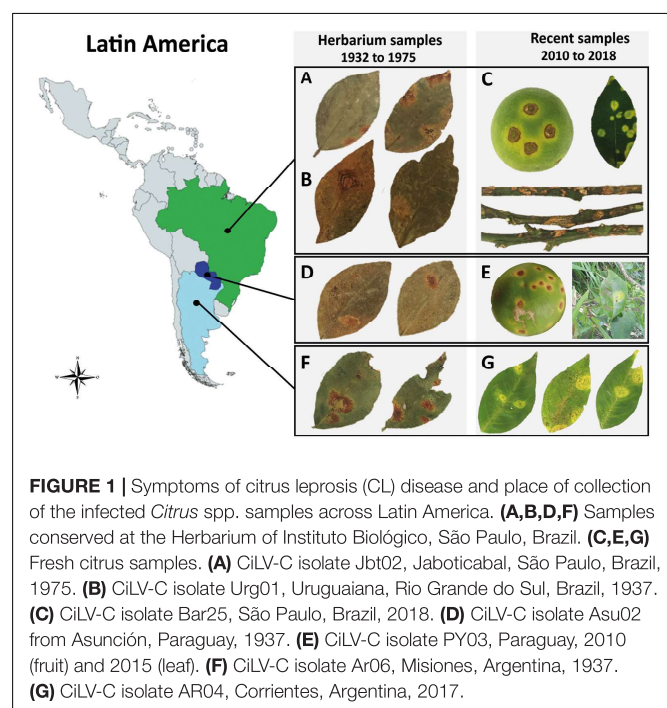 Latin America
Herbarium samples
1932 to 1975
Recent samples
2010 to 2018
A
B
C
D
E
F
G
N
W
S
FIGURE 1 | Symptoms of citrus leprosis (CL) disease and place of collection
of the infected Citrus spp. samples across Latin America. (A,B,D,F) Samples
conserved at the Herbarium of Instituto Biológico, São Paulo, Brazil. (C,E,G)
Fresh citrus samples. (A) CiLV-C isolate Jbt02, Jaboticabal, São Paulo, Brazil,
1975. (B) CiLV-C isolate Urg01, Uruguaiana, Rio Grande do Sul, Brazil, 1937.
(C) CiLV-C isolate Bar25, São Paulo, Brazil, 2018. (D) CiLV-C isolate Asu02
from Asunción, Paraguay, 1937. (E) CiLV-C isolate PY03, Paraguay, 2010
(fruit) and 2015 (leaf). (F) CiLV-C isolate Ar06, Misiones, Argentina, 1937.
(G) CiLV-C isolate AR04, Corrientes, Argentina, 2017.